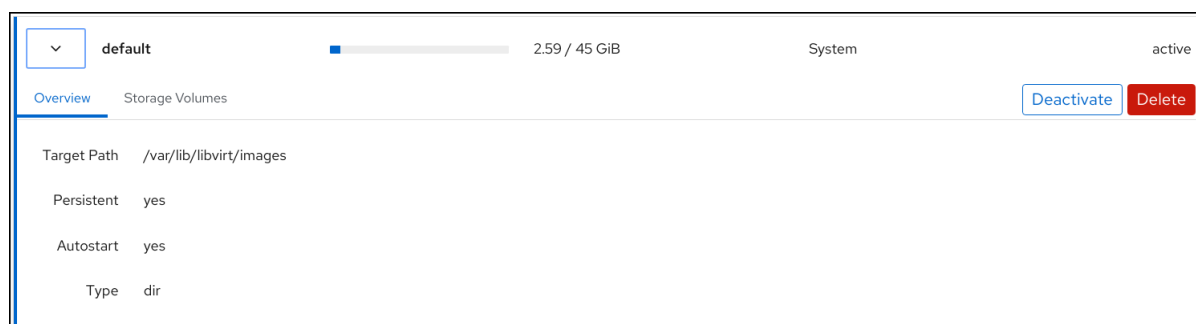 default 2.59 / 45 GiB System active
Overview Storage Volumes Deactivate Delete
Target Path /var/lib/libvirt/images
Persistent yes
Autostart yes
Type dir